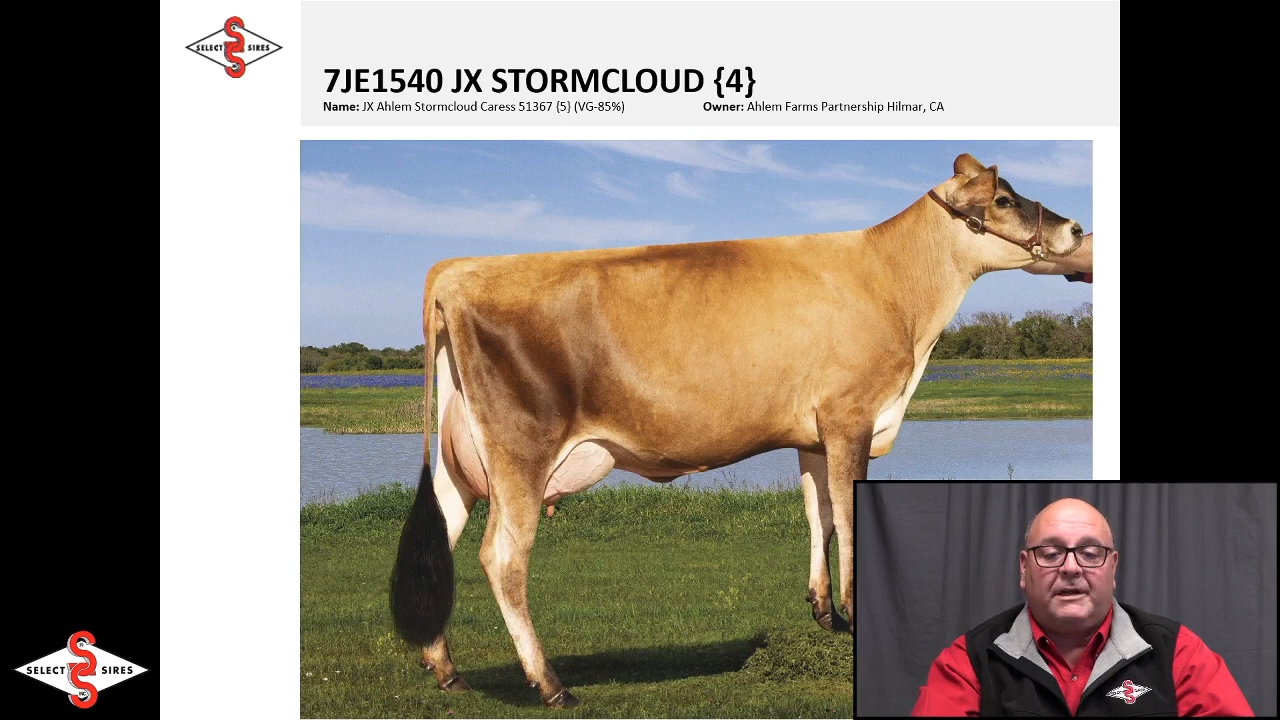 SELECT SIRES
7JE1540 JX STORMCLOUD {4}
Name: JX Ahlem Stormcloud Caress 51367 {5} (VG-85%) Owner: Ahlem Farms Partnership Hilmar, CA
SELECT SIRES
INC.